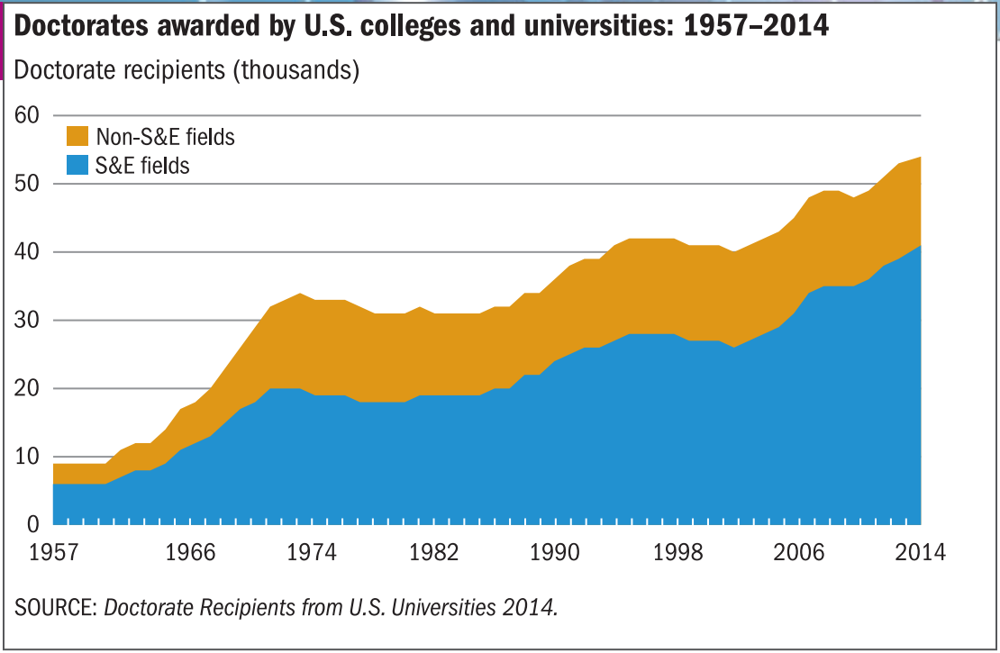 Doctorates awarded by U.S. colleges and universities: 1957–2014
Doctorate recipients (thousands)
60
Non-S&E fields
S&E fields
50
40
30
20
10
0
1957 1966 1974 1982 1990 1998 2006 2014
SOURCE: Doctorate Recipients from U.S. Universities 2014.